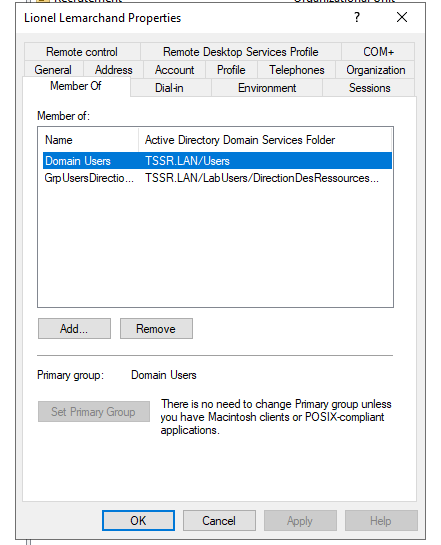 Lionel Lemarchand Properties
?
Remote control
Remote Desktop Services Profile
COM+
General
Address
Account
Profile
Telephones
Organization
Member Of
Dial-in
Environment
Sessions
Member of:
Name
Active Directory Domain Services Folder
Domain Users
TSSR.LAN/Users
GrpUsersDirectio...
TSSR.LAN/LabUsers/DirectionDesRessources...
Add...
Remove
Primary group:
Domain Users
Set Primary Group
There is no need to change Primary group unless
you have Macintosh clients or POSIX-compliant
applications.
OK
Cancel
Apply
Help